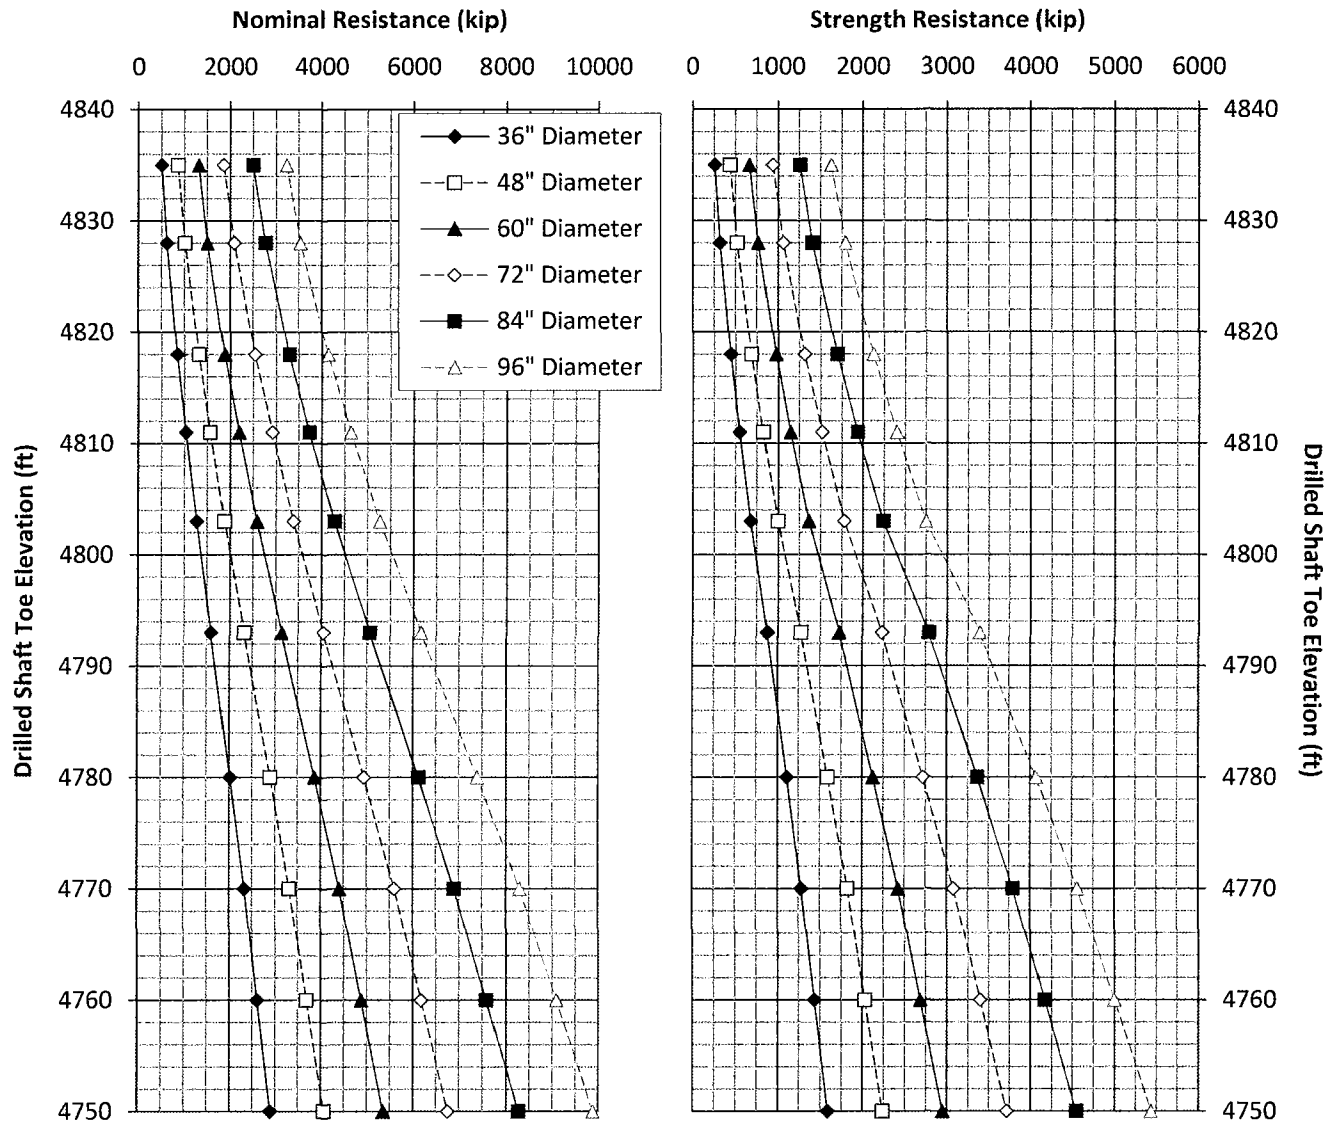 Nominal Resistance (kip)
0 2000 4000 6000 8000 10000
4840
4830
4820
4810
4800
4790
4780
4770
4760
4750
Drilled Shaft Toe Elevation (ft)
36" Diameter
48" Diameter
60" Diameter
72" Diameter
84" Diameter
96" Diameter
Strength Resistance (kip)
0 1000 2000 3000 4000 5000 6000
4840
4830
4820
4810
4800
4790
4780
4770
4760
4750
Drilled Shaft Toe Elevation (ft)